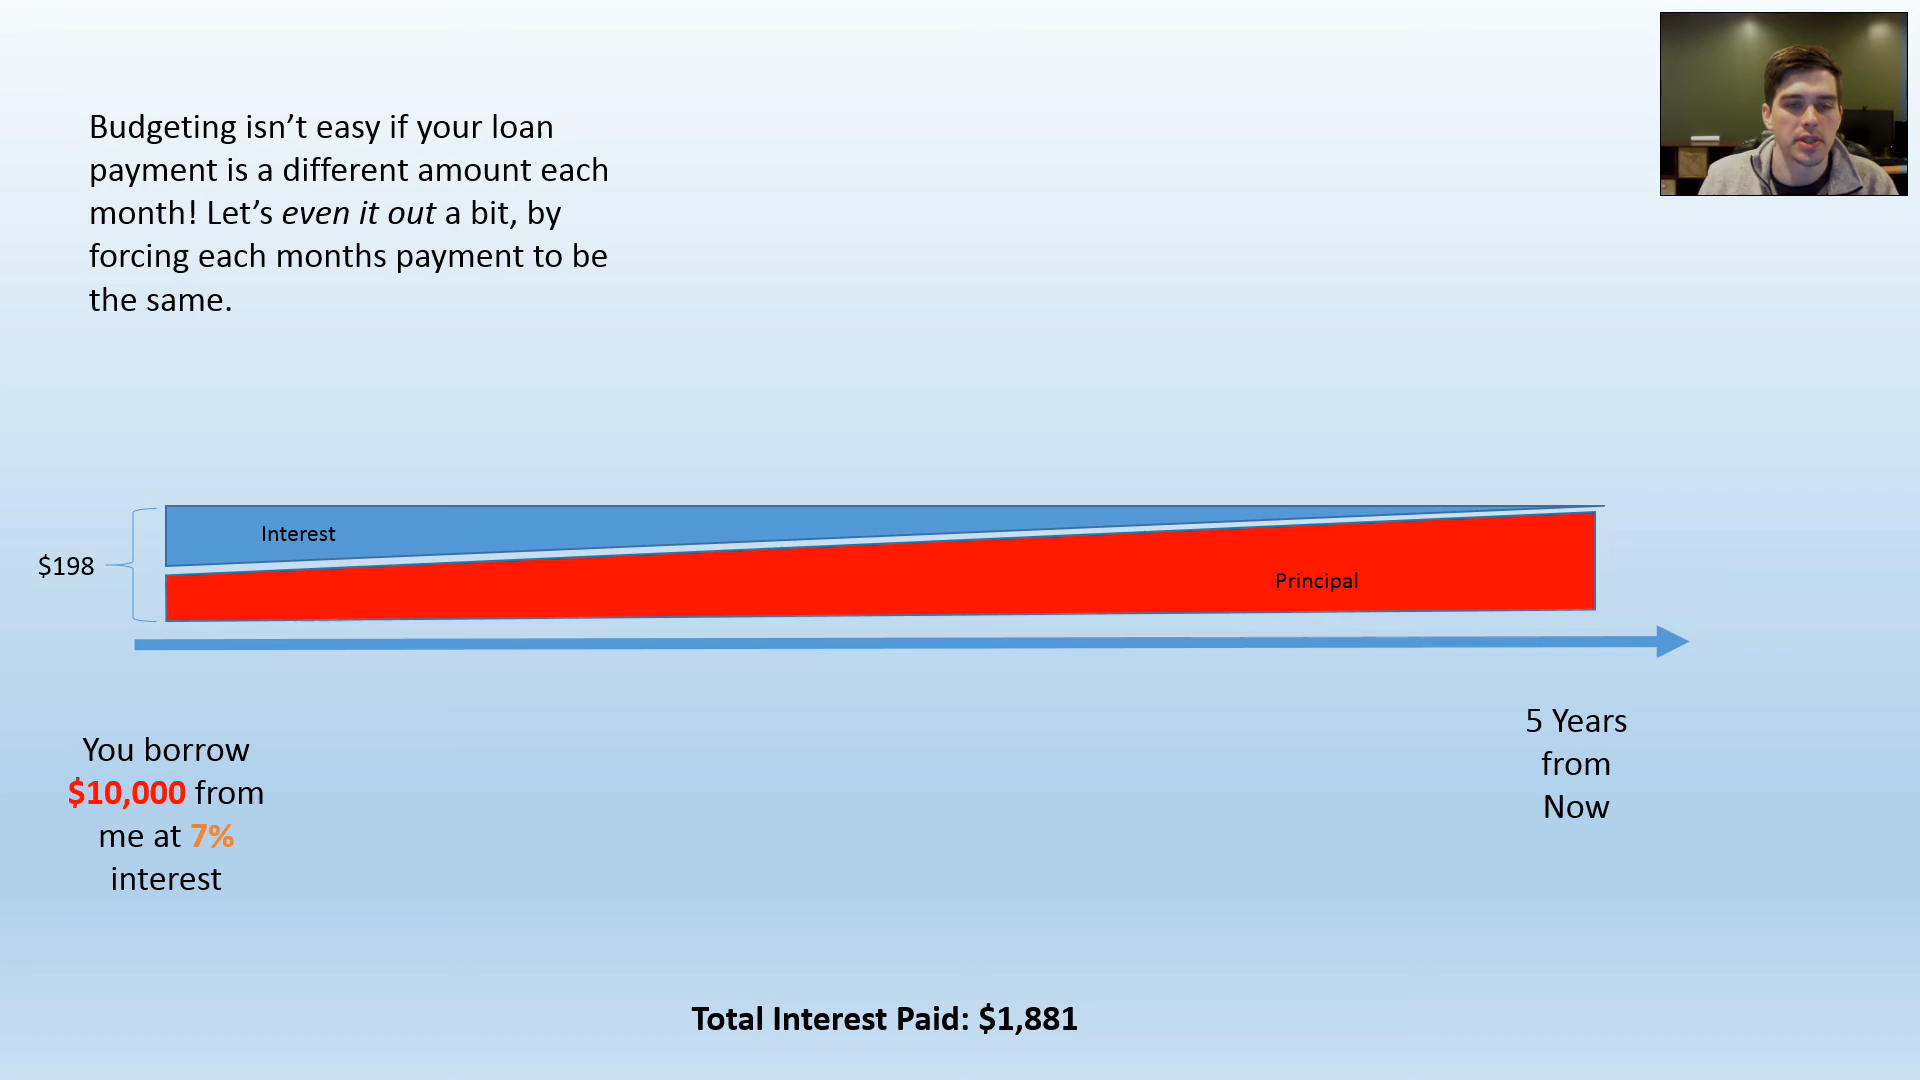 Budgeting isn’t easy if your loan
payment is a different amount each
month! Let’s even it out a bit, by
forcing each months payment to be
the same.
Interest
$198
Principal
You borrow
$10,000 from
me at 7%
interest
5 Years
from
Now
Total Interest Paid: $1,881